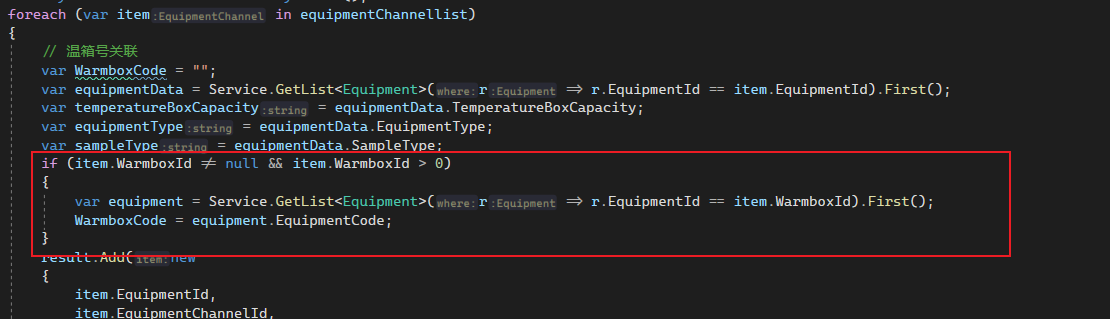 foreach (var item:EquipmentChannel in equipmentChannellist)
{
// 温箱号关联
var WarmboxCode = "";
var equipmentData = Service.GetList<Equipment>(where:r:Equipment => r.EquipmentId == item.EquipmentId).First();
var temperatureBoxCapacity:string = equipmentData.TemperatureBoxCapacity;
var equipmentType:string = equipmentData.EquipmentType;
var sampleType:string = equipmentData.SampleType;
if (item.WarmboxId ≠ null && item.WarmboxId > 0)
{
var equipment = Service.GetList<Equipment>(where:r:Equipment => r.EquipmentId == item.WarmboxId).First();
WarmboxCode = equipment.EquipmentCode;
}
result.Add(item:new
{
item.EquipmentId,
item.EquipmentChannelId,